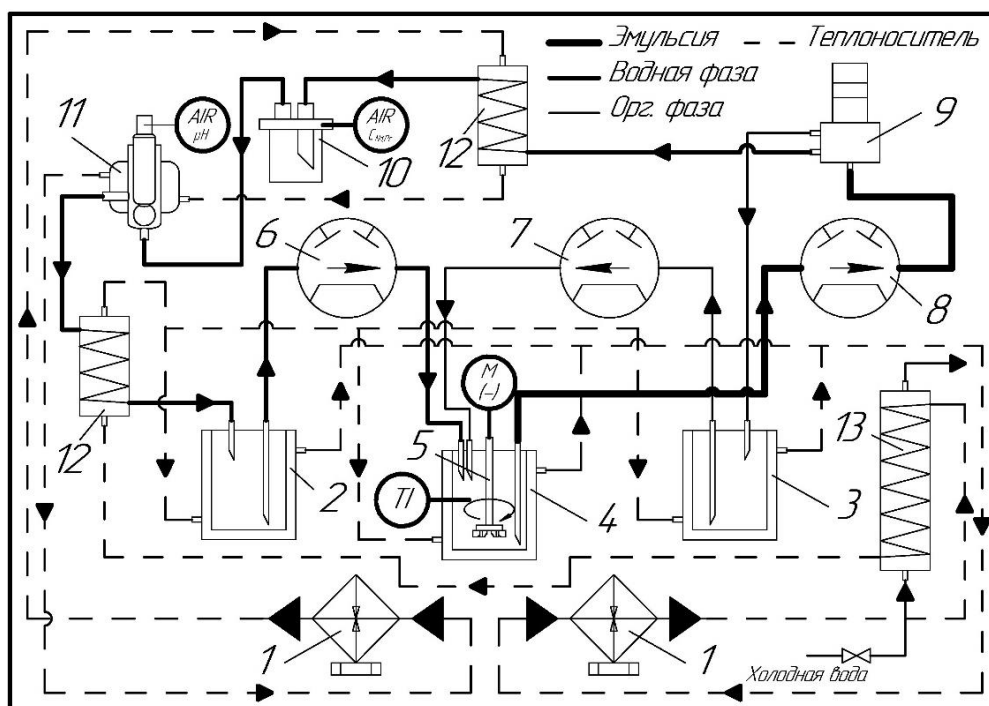 Эмульсия
Теплоноситель
Водная фаза
Орг. фаза
AIR
pH
11
AIR
10
12
9
6
7
8
12
2
M
(~)
5
TI
4
3
13
1
1
Холодная вода